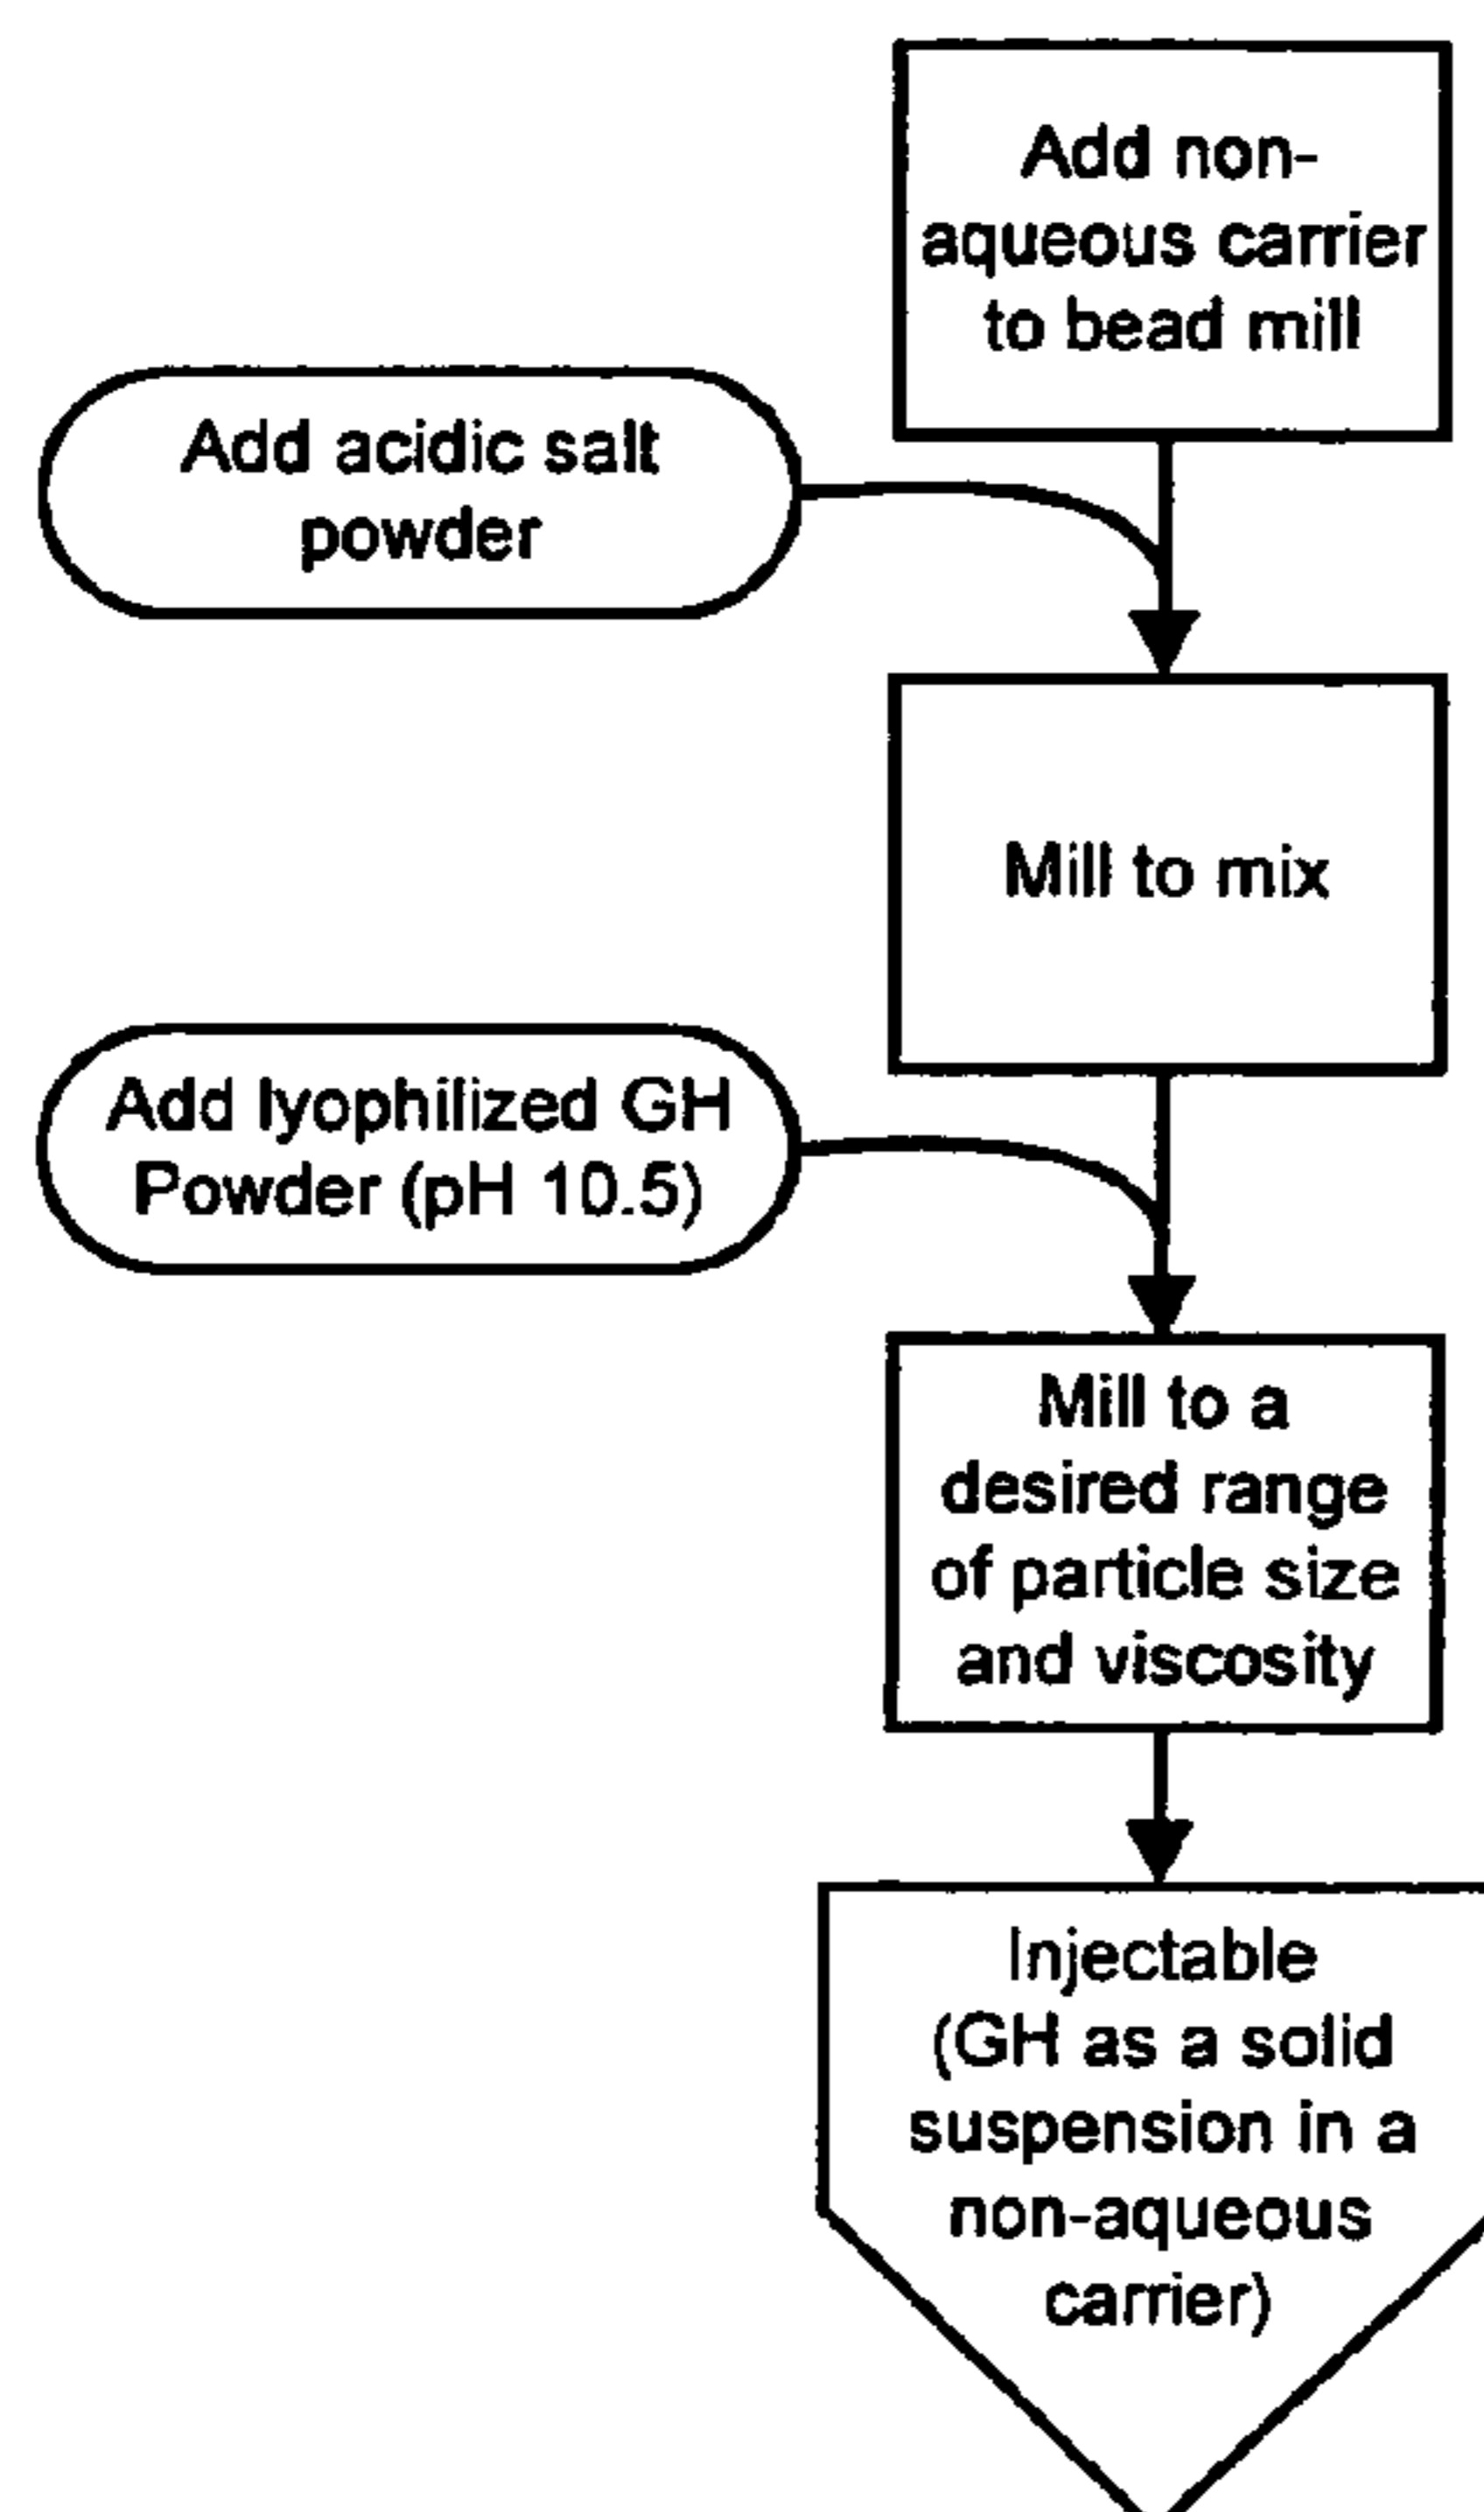 Add non-
aqueous carrier
to bead mill
Add acidic salt
powder
Mill to mix
Add lyophilized GH
Powder (pH 10.5)
Mill to a
desired range
of particle size
and viscosity
Injectable
(GH as a solid
suspension in a
non-aqueous
carrier)